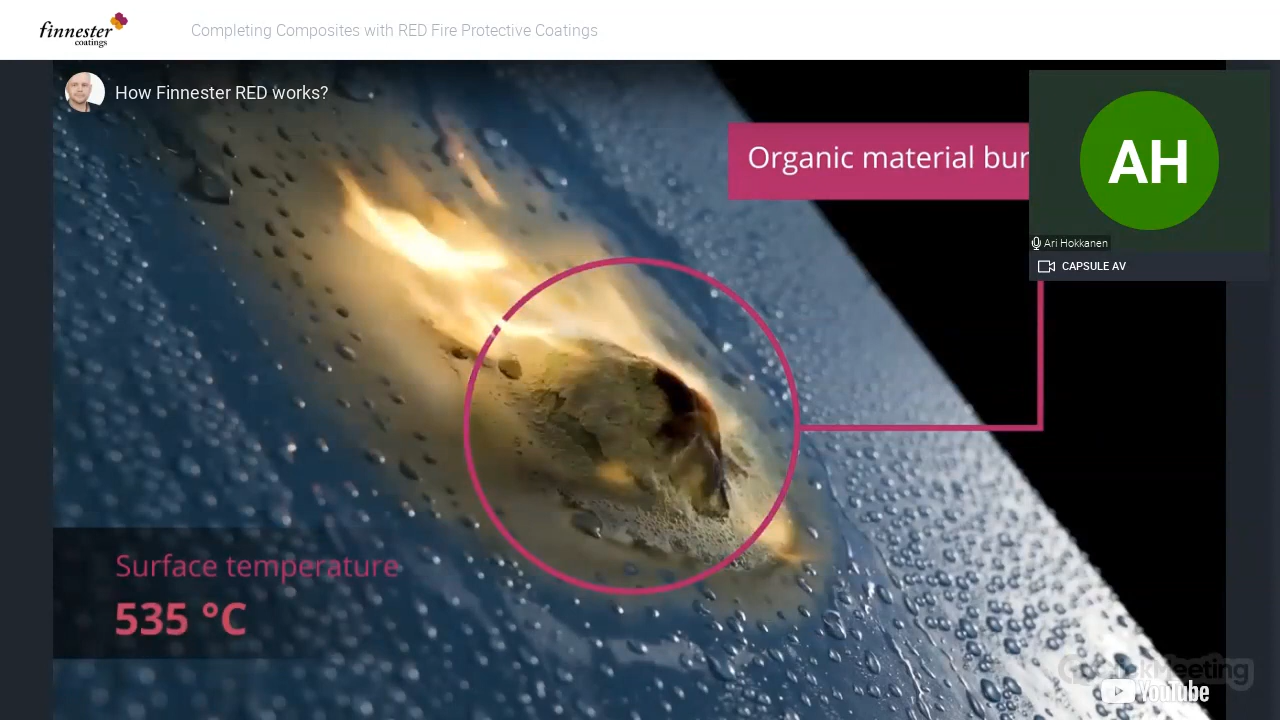 finnester
coatings
Completing Composites with RED Fire Protective Coatings
How Finnester RED works?
Organic material bur
AH
Ari Hokkanen
CAPSULE AV
Surface temperature
535 °C
YouTube